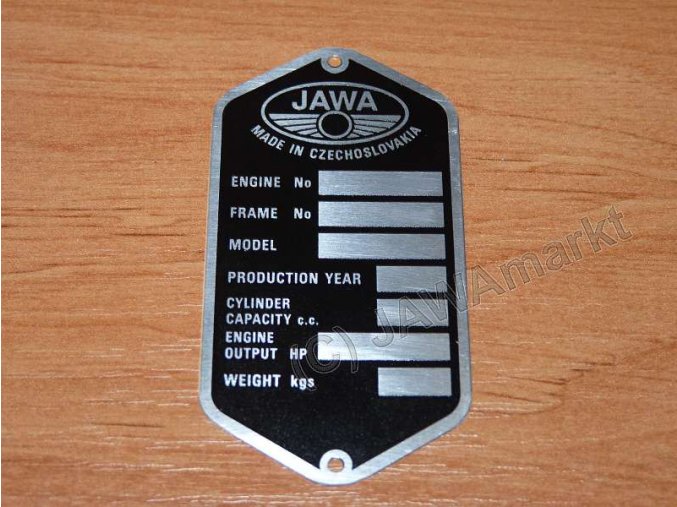 JAWA
MADE IN CZECHOSLOVAKIA
ENGINE No
FRAME No
MODEL
PRODUCTION YEAR
CYLINDER
CAPACITY c.c.
ENGINE
OUTPUT HP
WEIGHT kgs
(C) JAWAmarkt